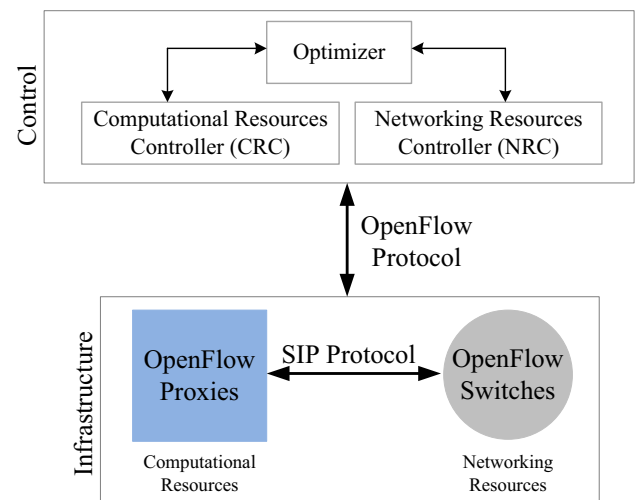 Control
Optimizer
Computational Resources
Controller (CRC)
Networking Resources
Controller (NRC)
OpenFlow
Protocol
Infrastructure
OpenFlow
Proxies
SIP Protocol
OpenFlow
Switches
Computational
Resources
Networking
Resources